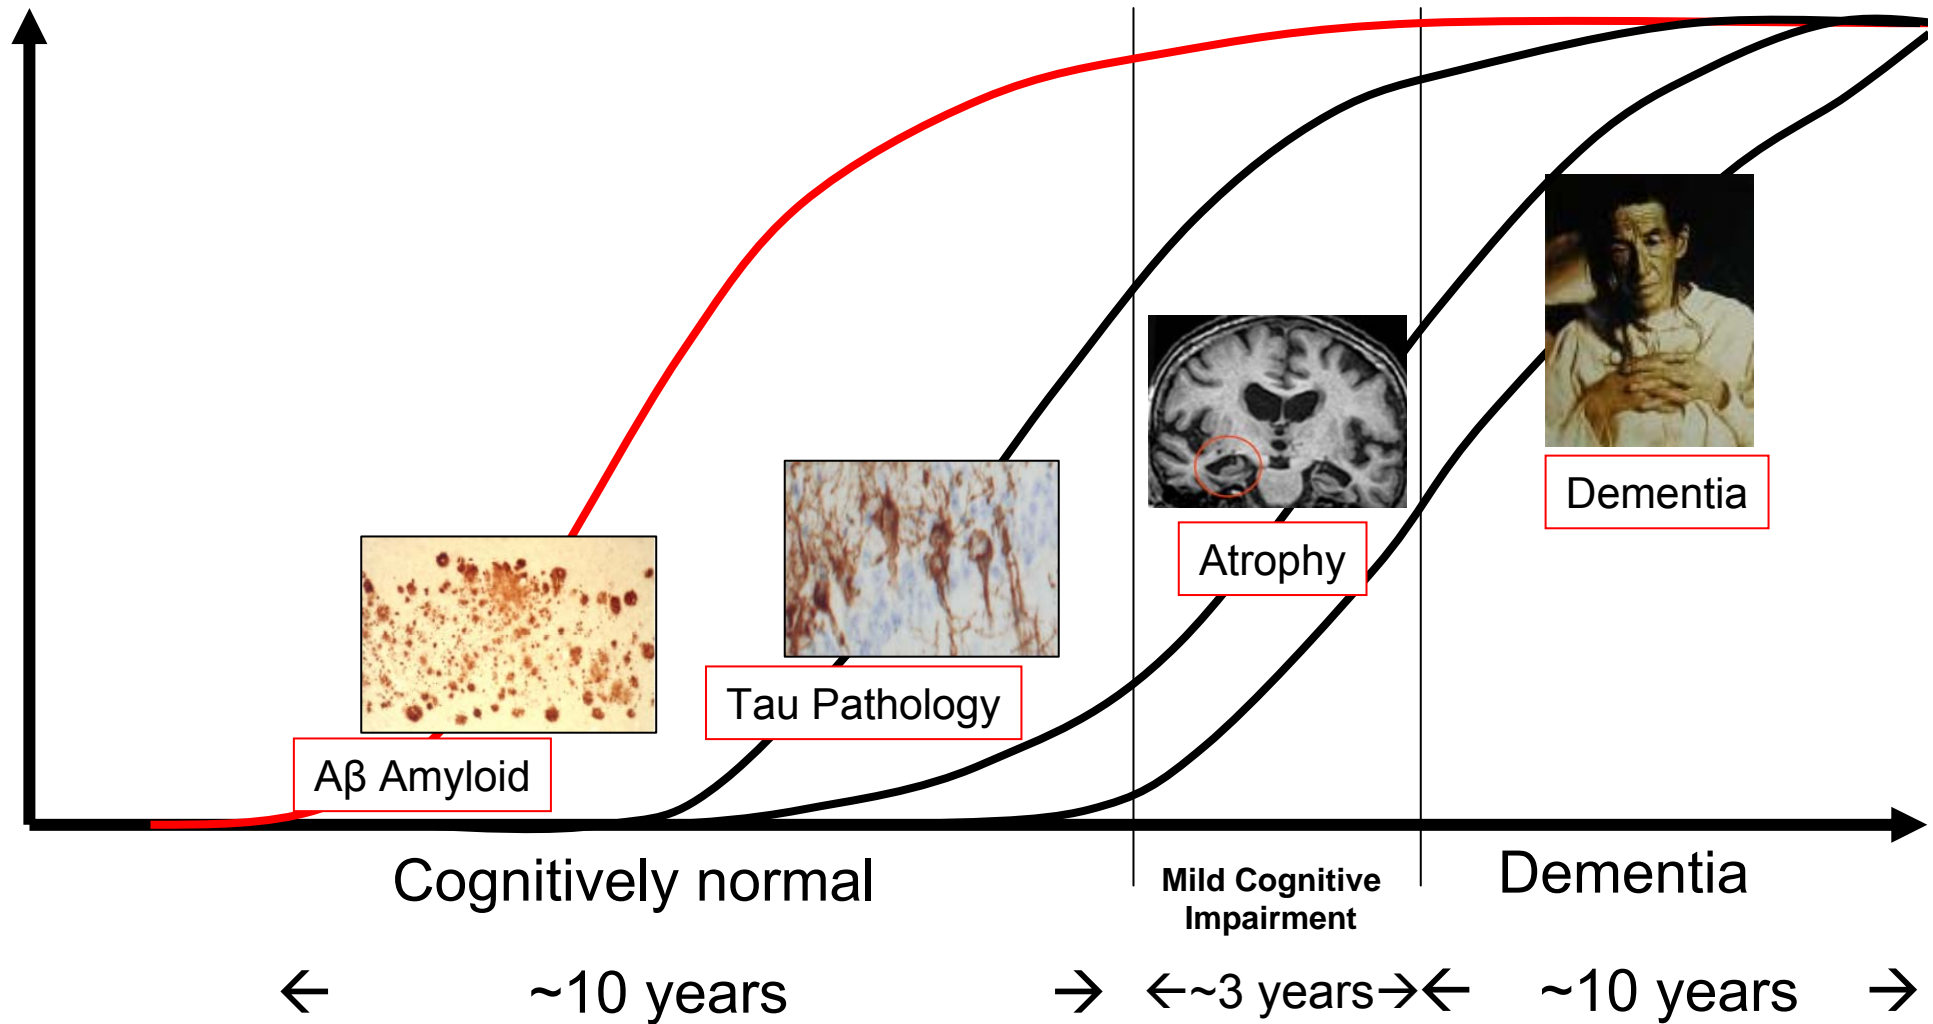 Dementia
Atrophy
Tau Pathology
Aβ Amyloid
Cognitively normal
Mild Cognitive
Impairment
Dementia
← ~10 years → ←~3 years→← ~10 years →